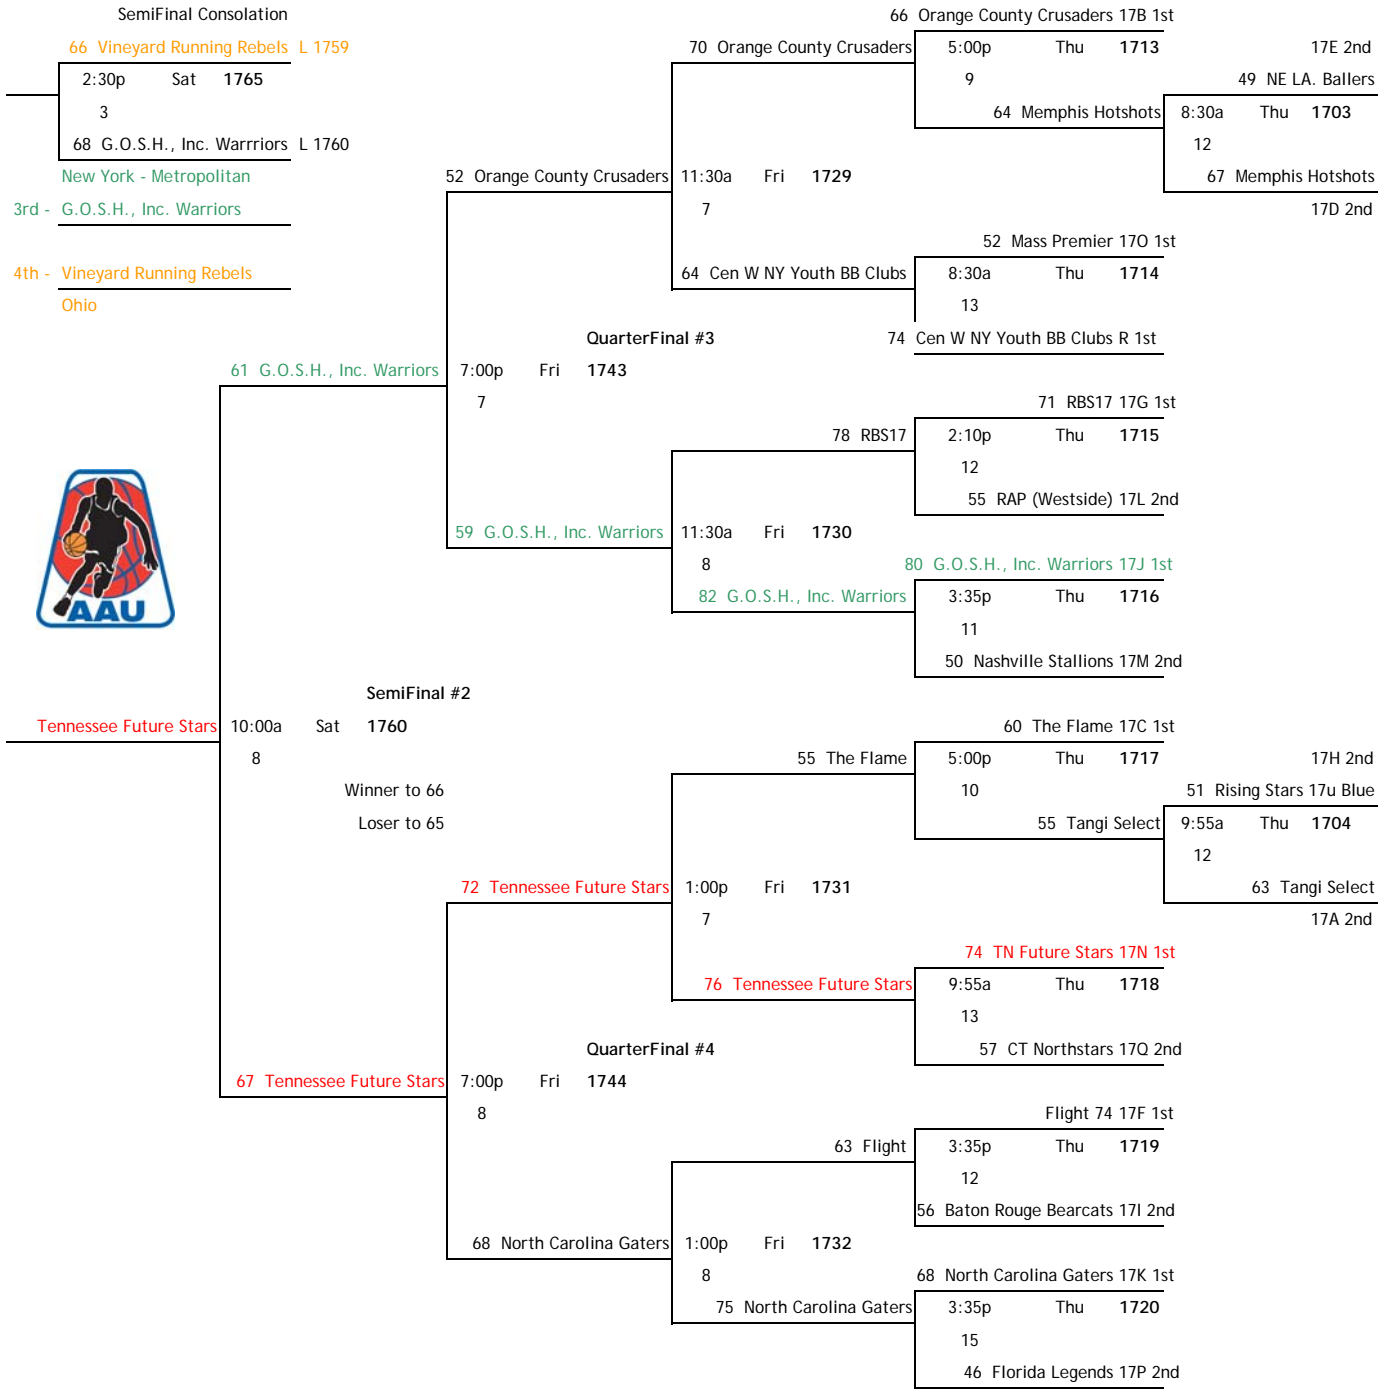 SemiFinal Consolation
66 Orange County Crusaders 17B 1st
66 Vineyard Running Rebels L 1759
70 Orange County Crusaders
5:00p Thu 1713
17E 2nd
2:30p Sat 1765
9
49 NE LA. Ballers
3
64 Memphis Hotshots
8:30a Thu 1703
68 G.O.S.H., Inc. Warrriors L 1760
12
New York - Metropolitan
52 Orange County Crusaders
11:30a Fri 1729
67 Memphis Hotshots
3rd - G.O.S.H., Inc. Warriors
7
17D 2nd
52 Mass Premier 17O 1st
4th - Vineyard Running Rebels
64 Cen W NY Youth BB Clubs
8:30a Thu 1714
Ohio
13
QuarterFinal #3
74 Cen W NY Youth BB Clubs R 1st
61 G.O.S.H., Inc. Warriors
7:00p Fri 1743
7
71 RBS17 17G 1st
78 RBS17
2:10p Thu 1715
12
55 RAP (Westside) 17L 2nd
59 G.O.S.H., Inc. Warriors
11:30a Fri 1730
8
80 G.O.S.H., Inc. Warriors 17J 1st
82 G.O.S.H., Inc. Warriors
3:35p Thu 1716
AAU
11
50 Nashville Stallions 17M 2nd
SemiFinal #2
Tennessee Future Stars
10:00a Sat 1760
60 The Flame 17C 1st
8
55 The Flame
5:00p Thu 1717
17H 2nd
Winner to 66
10
51 Rising Stars 17u Blue
Loser to 65
55 Tangi Select
9:55a Thu 1704
12
72 Tennessee Future Stars
1:00p Fri 1731
63 Tangi Select
7
17A 2nd
74 TN Future Stars 17N 1st
76 Tennessee Future Stars
9:55a Thu 1718
13
QuarterFinal #4
57 CT Northstars 17Q 2nd
67 Tennessee Future Stars
7:00p Fri 1744
8
Flight 74 17F 1st
63 Flight
3:35p Thu 1719
12
56 Baton Rouge Bearcats 17I 2nd
68 North Carolina Gaters
1:00p Fri 1732
8
68 North Carolina Gaters 17K 1st
75 North Carolina Gaters
3:35p Thu 1720
15
46 Florida Legends 17P 2nd